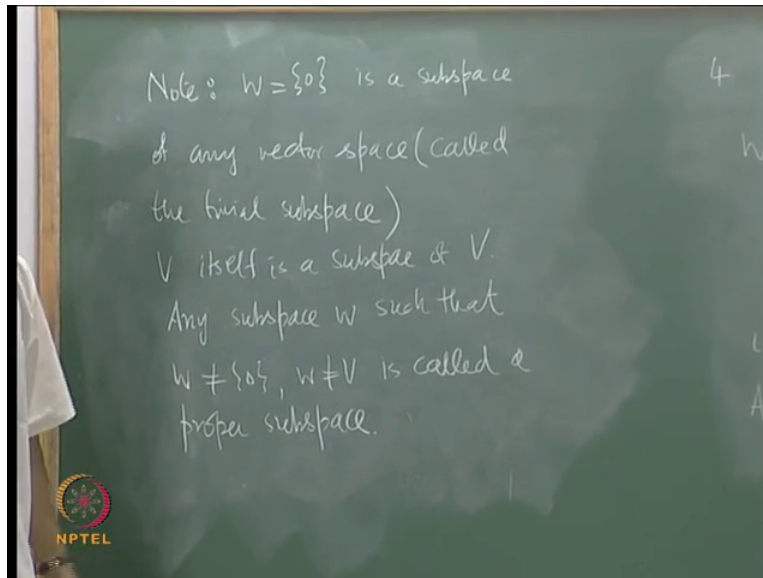 Note: W = {0} is a subspace
of any vector space (called
the trivial subspace)
V itself is a subspae of V.
Any subspace W such that
W ≠ {0}, W ≠ V is called a
proper subspace.
4
NPTEL